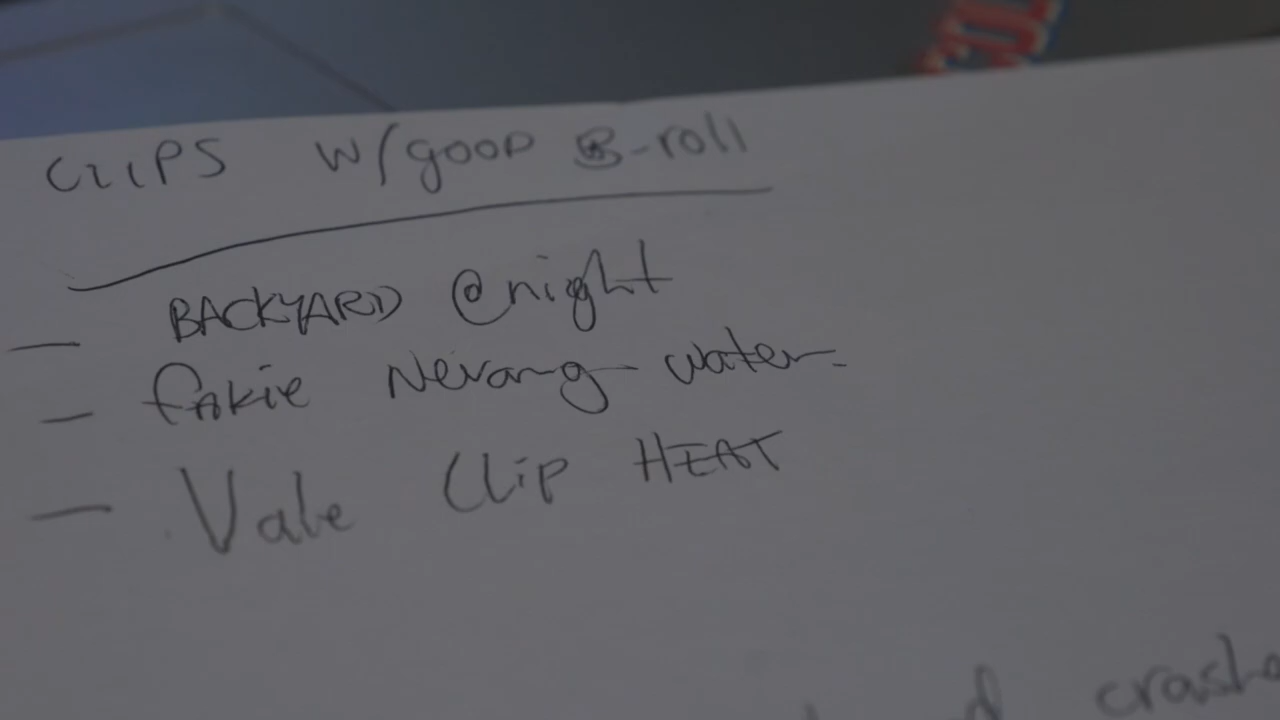 CLIPS w/good B-roll
- BACKYARD @night
- fakie Nerang - water -
- Vale Clip HEAT